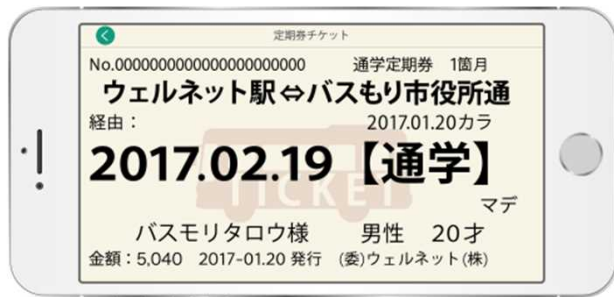 定期券チケット
No.0000000000000000000000 通学定期券 1箇月
ウェルネット駅⇔バスもり市役所通
経由： 2017.01.20カラ
2017.02.19【通学】
TICKET
マデ
バスモリタロウ様 男性 20才
金額：5,040 2017-01.20 発行 (委)ウェルネット(株)